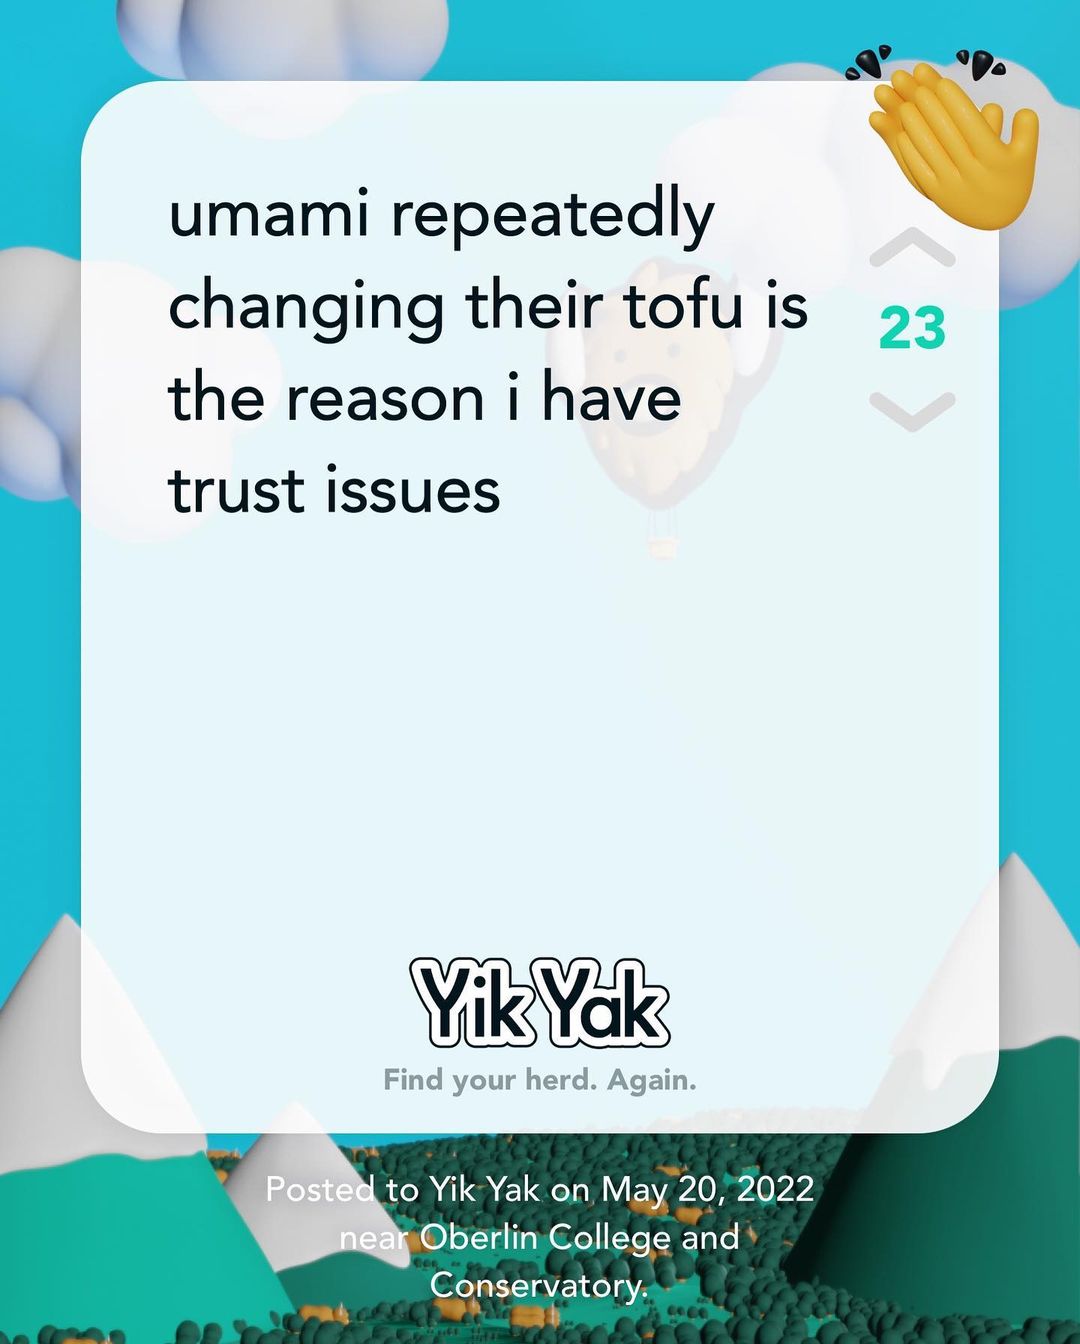 umami repeatedly
changing their tofu is
the reason i have
trust issues
23
Yik Yak
Find your herd. Again.
Posted to Yik Yak on May 20, 2022
near Oberlin College and
Conservatory.